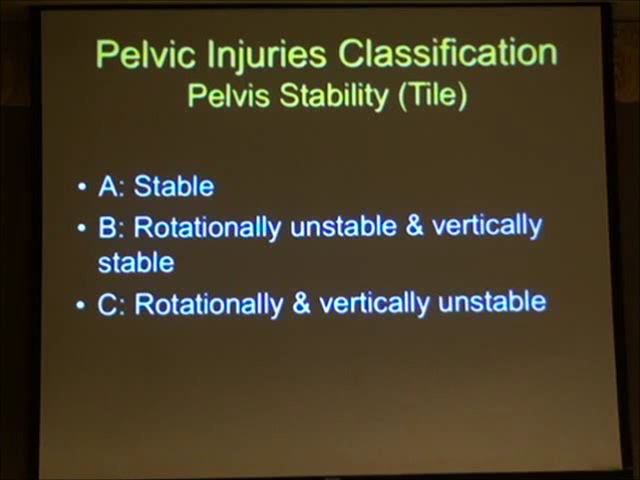 Pelvic Injuries Classification
Pelvis Stability (Tile)
• A: Stable
• B: Rotationally unstable & vertically
stable
• C: Rotationally & vertically unstable